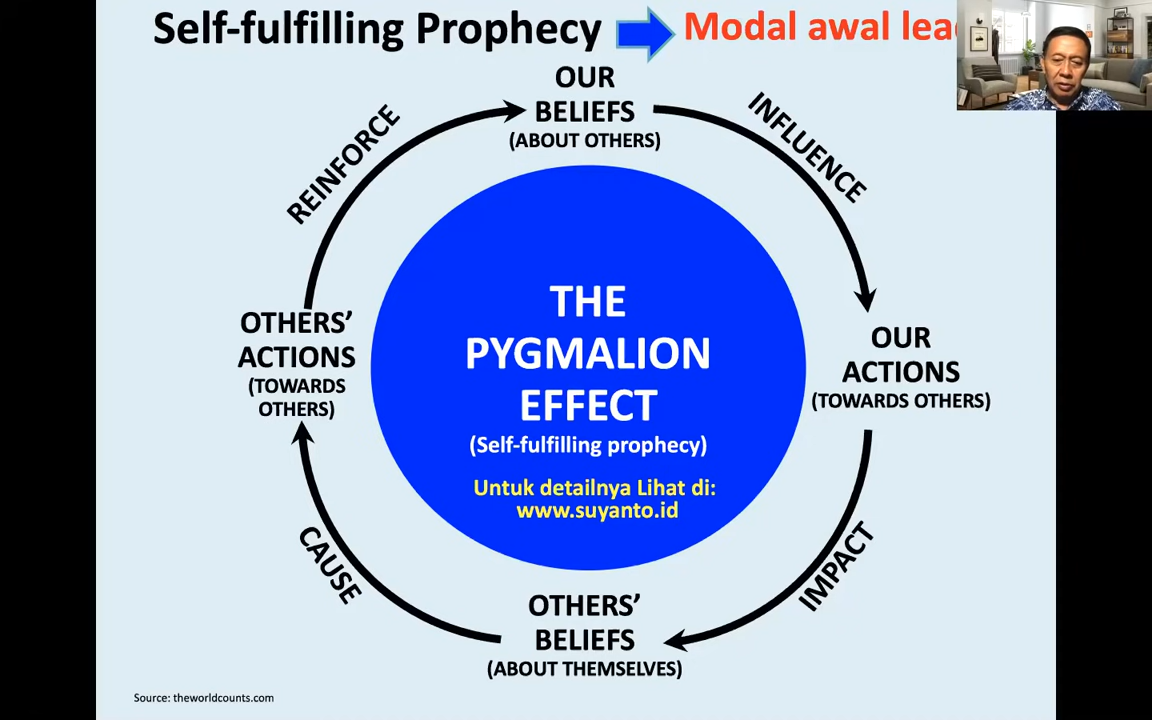 Self-fulfilling Prophecy Modal awal
OUR
BELIEFS
(ABOUT OTHERS)
INFLUENCE
REINFORCE
OTHERS’
ACTIONS
(TOWARDS
OTHERS)
THE
PYGMALION
EFFECT
(Self-fulfilling prophecy)
Untuk detailnya Lihat di:
www.suyanto.id
OUR
ACTIONS
(TOWARDS OTHERS)
CAUSE
IMPACT
OTHERS’
BELIEFS
(ABOUT THEMSELVES)
Source: theworldcounts.com